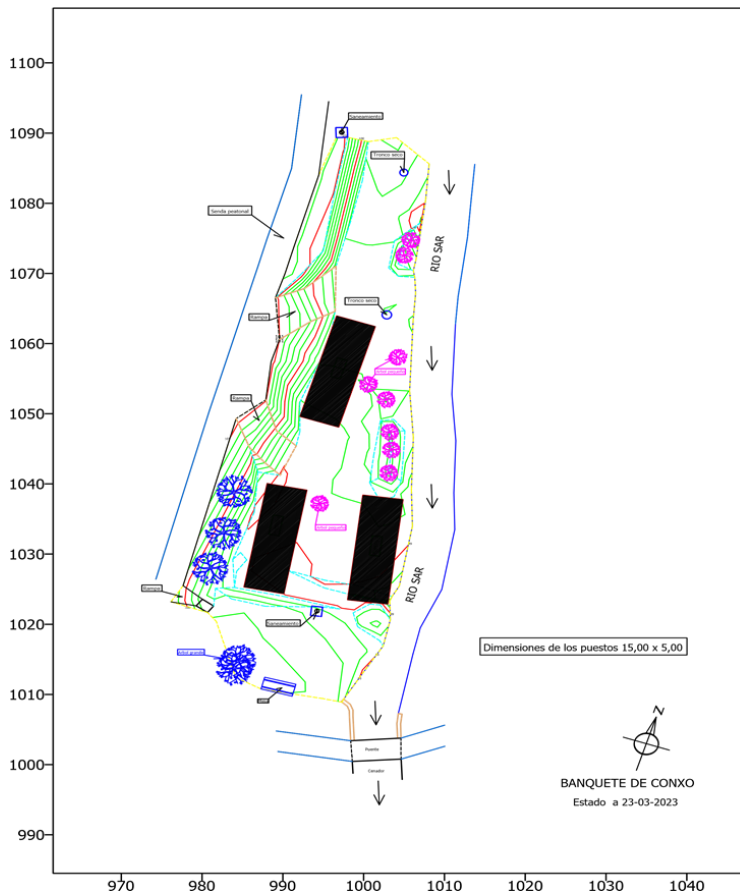 1100
1090
1080
1070
1060
1050
1040
1030
1020
1010
1000
990
970
980
990
1000
1010
1020
1030
1040
Saneamento
Tronco seco
Senda peatonal
RIO SAR
Rampa
Tronco seco
Rampa
Rampa
RIO SAR
Saneamento
Dimensiones de los puestos 15,00 x 5,00
Puente
N
BANQUETE DE CONXO
Estado a 23-03-2023